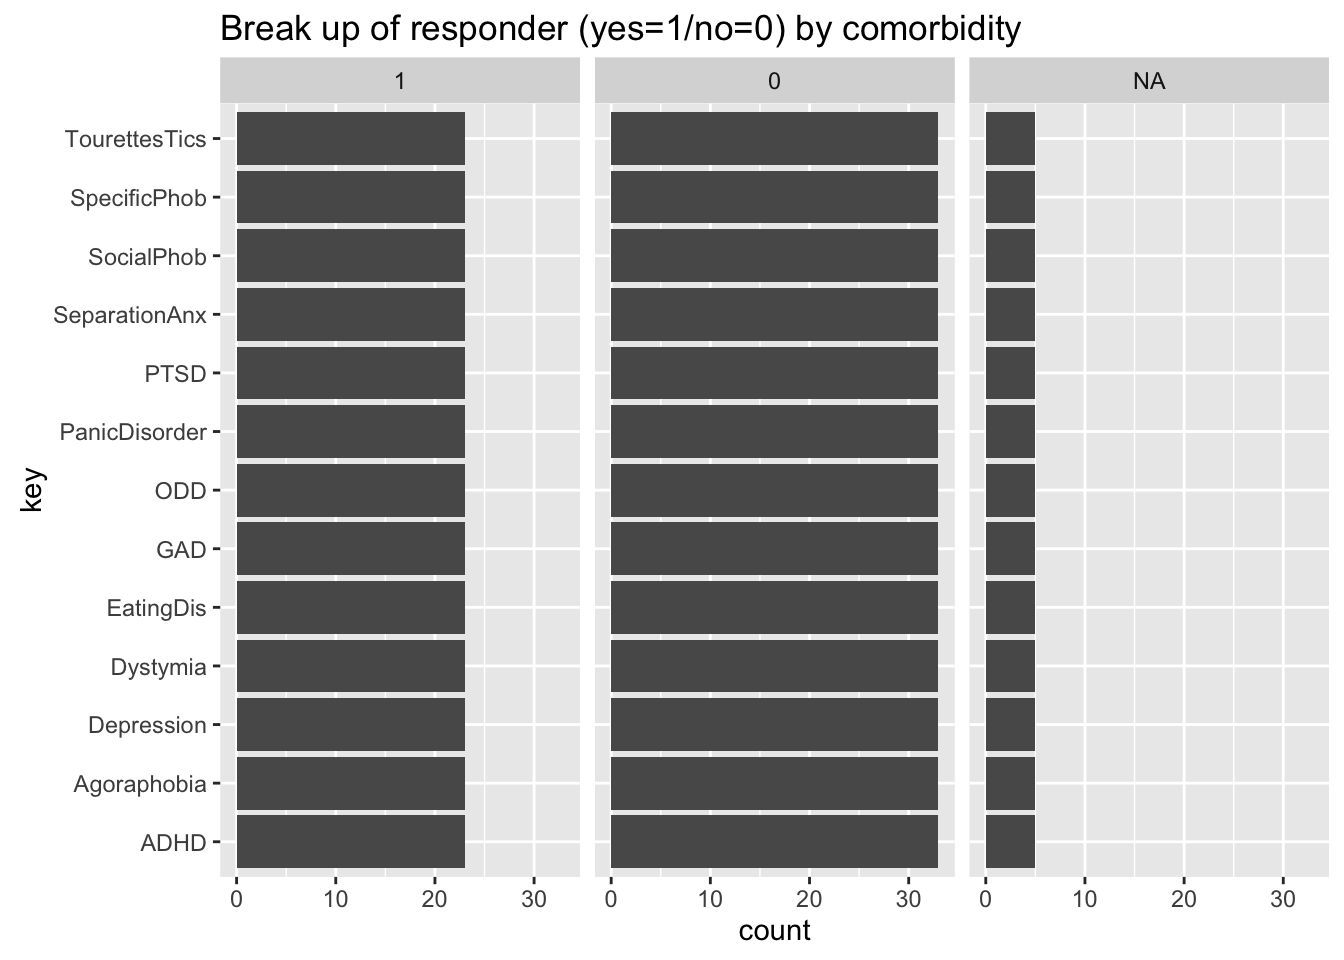 Break up of responder (yes=1/no=0) by comorbidity
1 0 NA
TourettesTics
SpecificPhob
SocialPhob
SeparationAnx
PTSD
PanicDisorder
ODD
GAD
EatingDis
Dystymia
Depression
Agoraphobia
ADHD
key
0 10 20 30 0 10 20 30 0 10 20 30
count